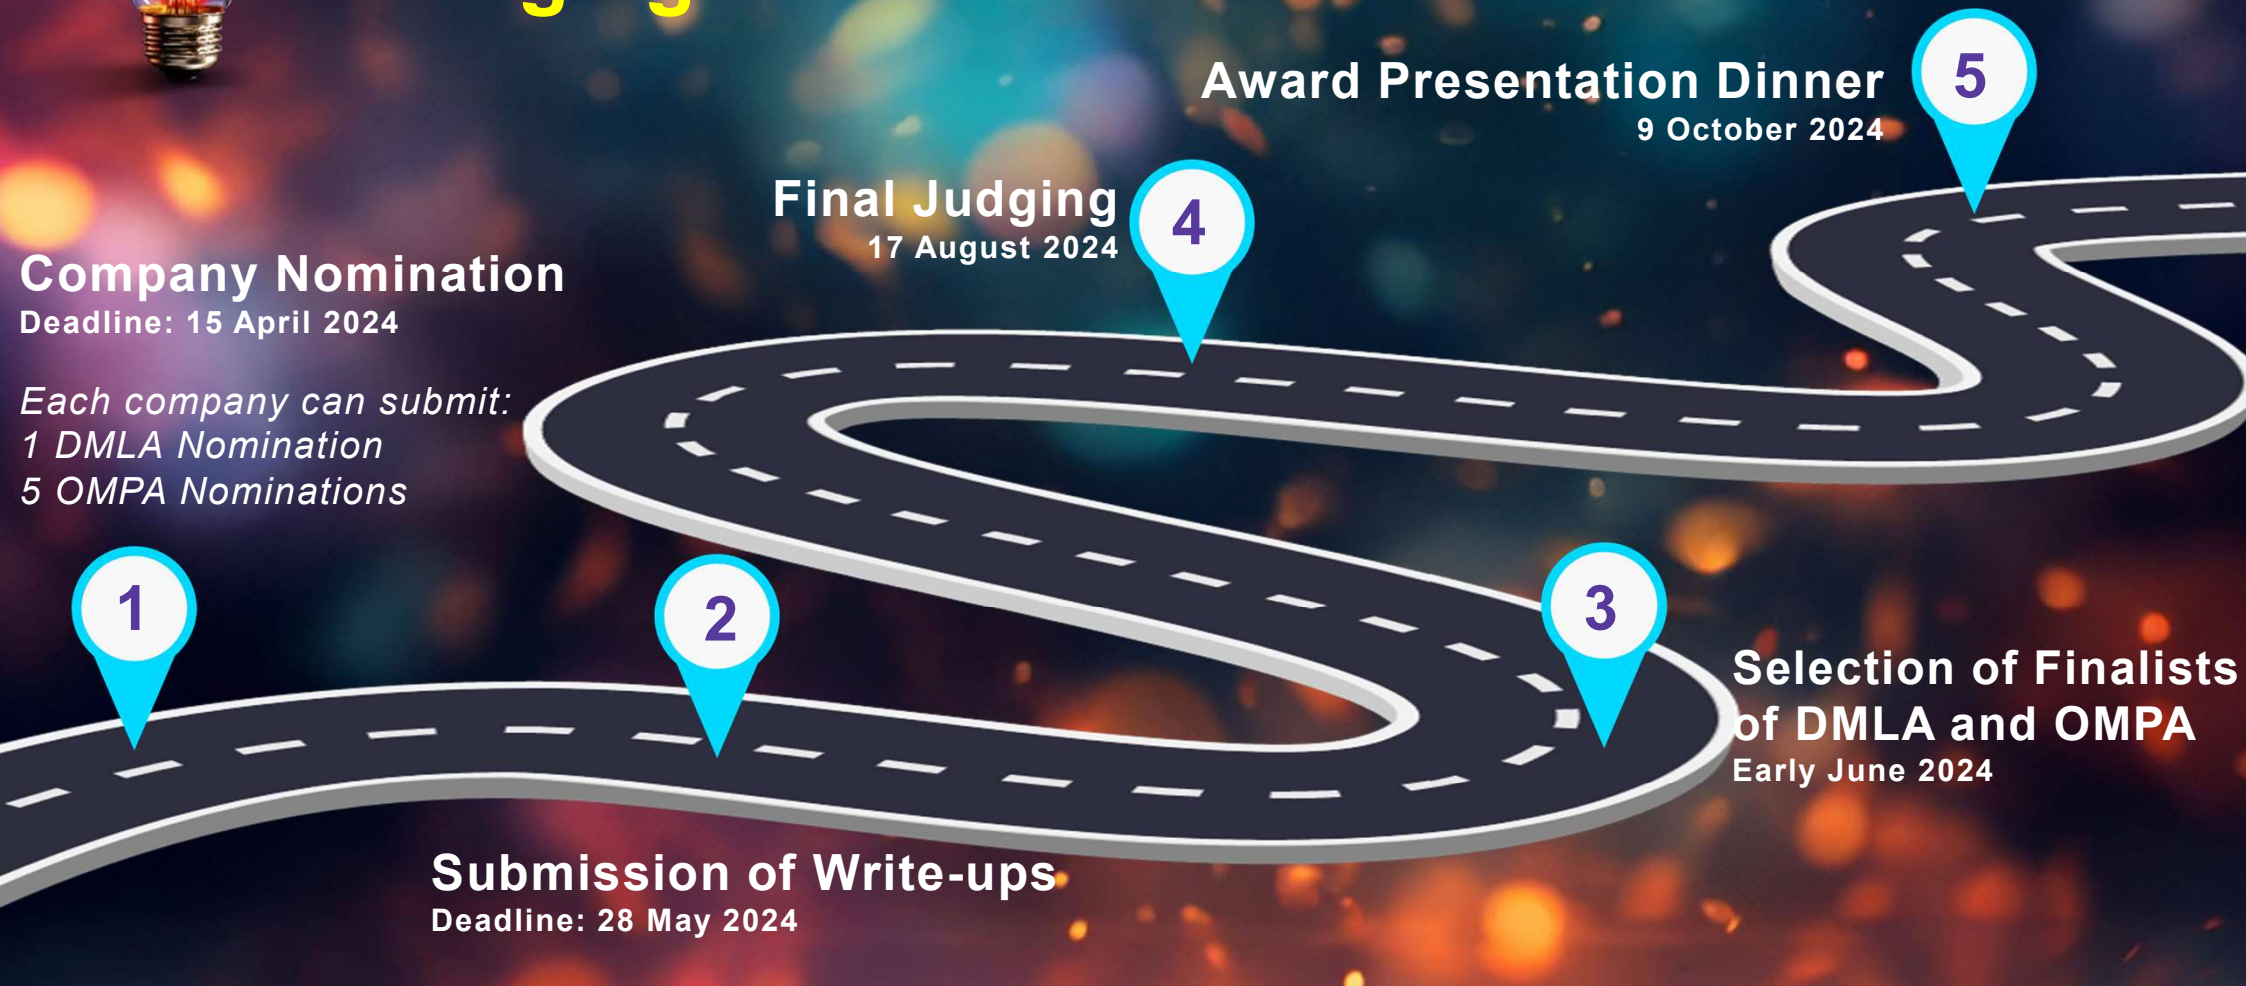 Company Nomination
Deadline: 15 April 2024
Each company can submit:
1 DMLA Nomination
5 OMPA Nominations
1
2
Submission of Write-ups
Deadline: 28 May 2024
3
Selection of Finalists
of DMLA and OMPA
Early June 2024
Final Judging
17 August 2024
4
Award Presentation Dinner
9 October 2024
5